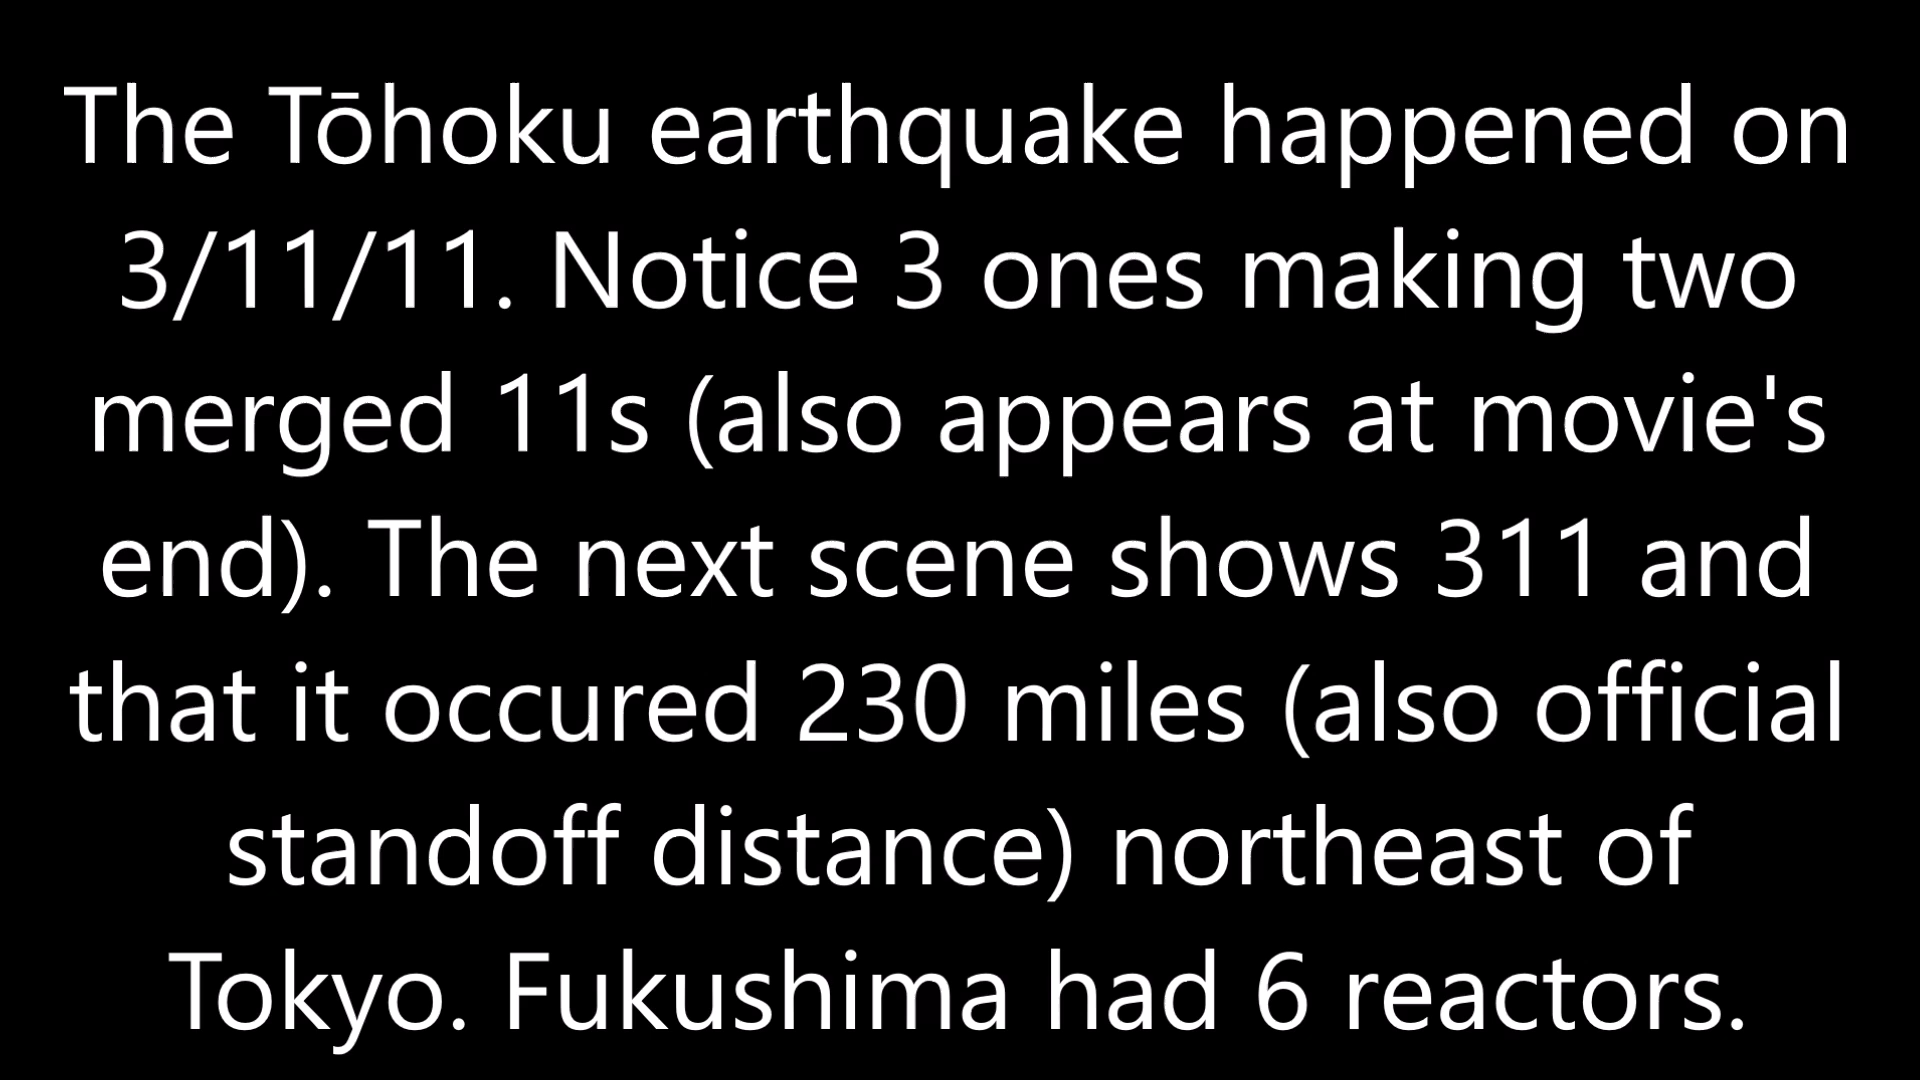 The Tōhoku earthquake happened on
3/11/11. Notice 3 ones making two
merged 11s (also appears at movie's
end). The next scene shows 311 and
that it occured 230 miles (also official
standoff distance) northeast of
Tokyo. Fukushima had 6 reactors.